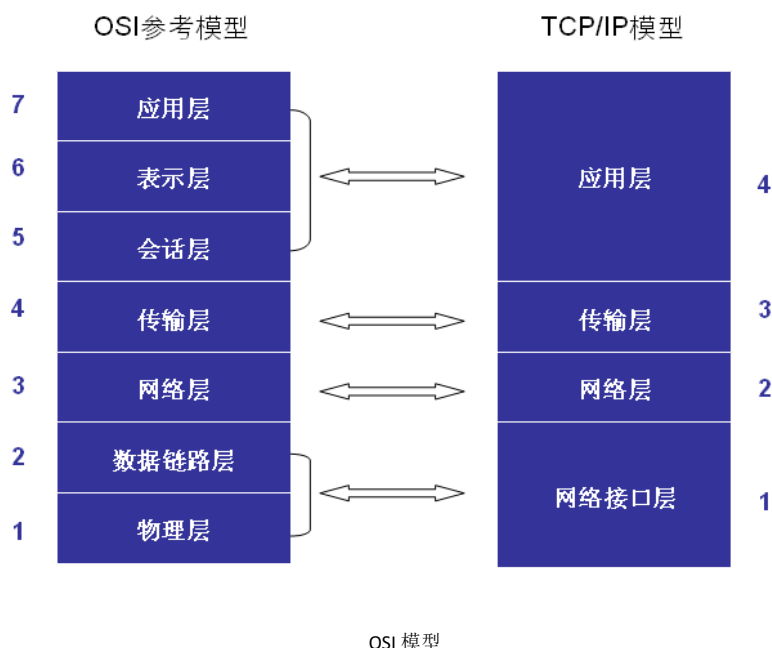 OSI参考模型
TCP/IP模型
7
应用层
6
表示层
5
会话层
4
传输层
3
网络层
2
数据链路层
1
物理层
应用层
4
传输层
3
网络层
2
网络接口层
1
OSI 模型